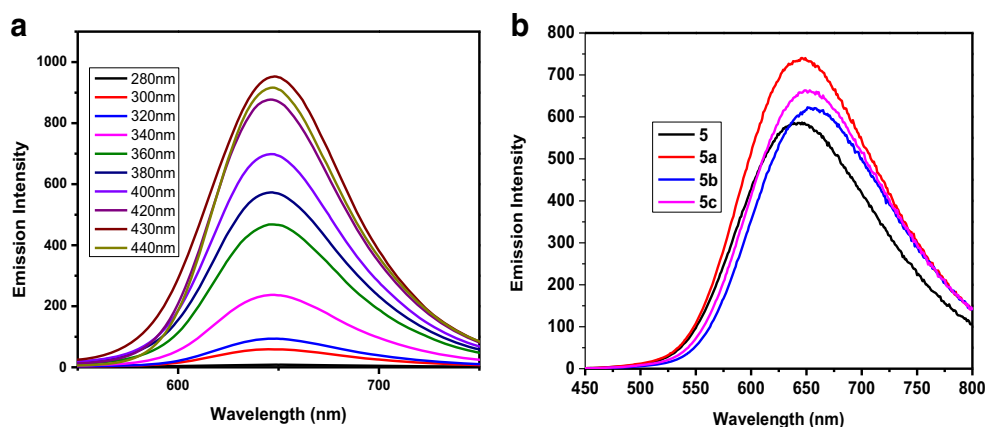 a
1000
800
600
400
200
0
Emission Intensity
280nm
300nm
320nm
340nm
360nm
380nm
400nm
420nm
430nm
440nm
600
700
Wavelength (nm)
b
800
700
600
500
400
300
200
100
0
Emission Intensity
5
5a
5b
5c
450
500
550
600
650
700
750
800
Wavelength (nm)